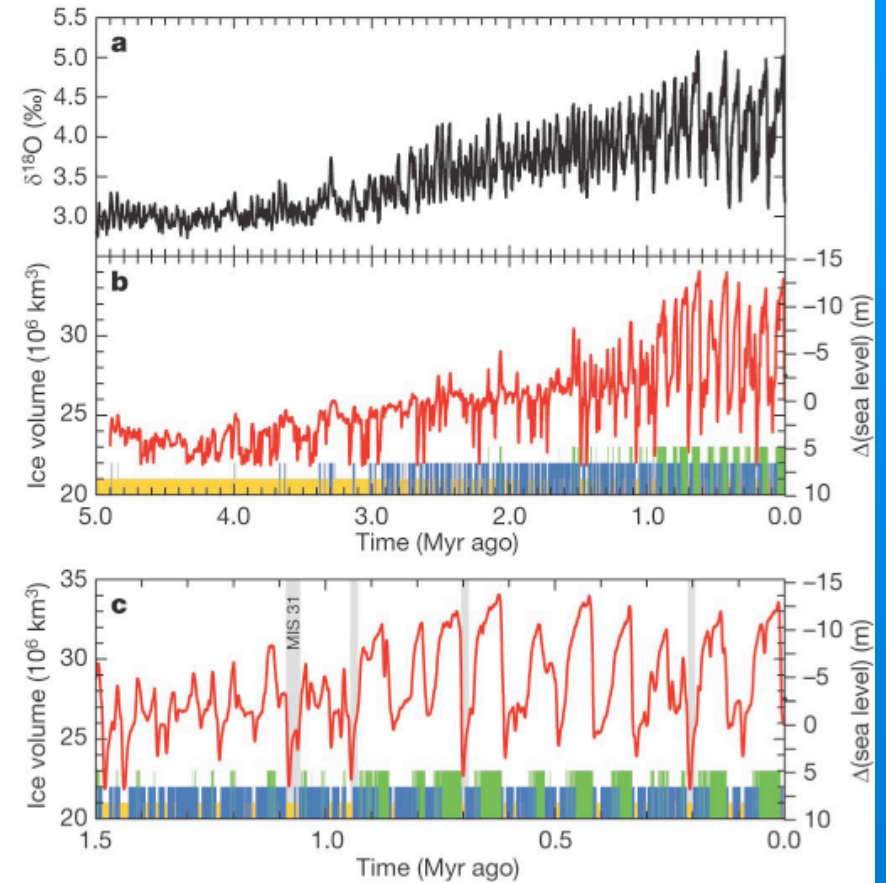 a
5.5
5.0
4.5
4.0
3.5
3.0
δ18O (‰)
b
Ice volume (10⁶ km³)
30
25
20
−15
−10
−5
0
5
10
Δ(sea level) (m)
5.0 4.0 3.0 2.0 1.0 0.0
Time (Myr ago)
c
Ice volume (10⁶ km³)
35
30
25
20
MIS 31
−15
−10
−5
0
5
10
Δ(sea level) (m)
1.5 1.0 0.5 0.0
Time (Myr ago)